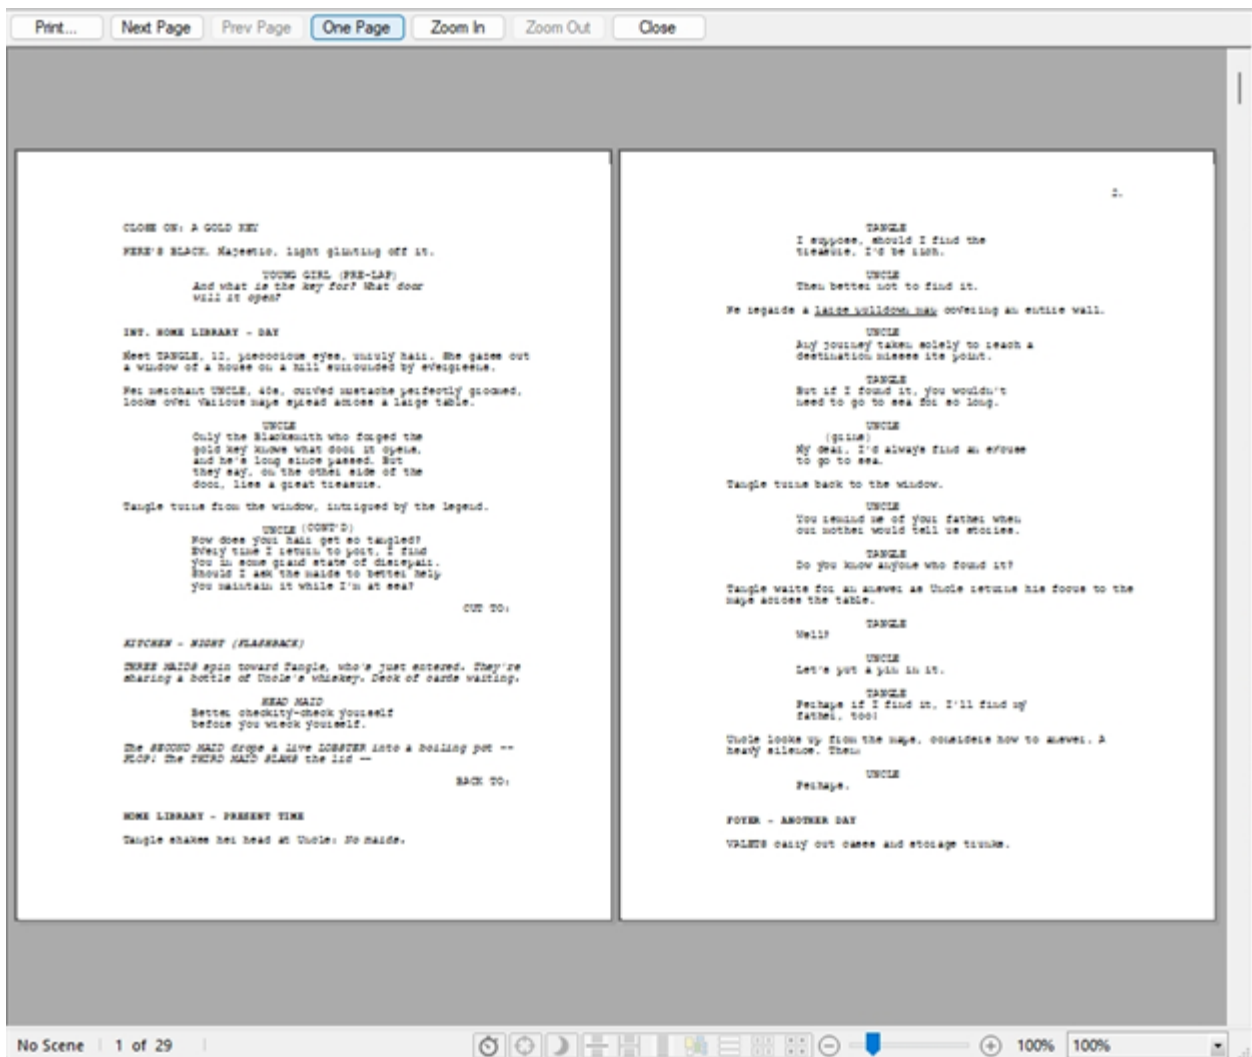 Print... Next Page Prev Page One Page Zoom In Zoom Out Close
CLOSE ON: A GOLD KEY
HERE'S BLACK. Majestic, light glinting off it.
YOUNG GIRL (PRE-LAP)
And what is the key for? What door
will it open?
INT. HOME LIBRARY - DAY
Meet TANGLE, 12, precocious eyes, unruly hair. She gazes out
a window of a house on a hill surrounded by evergreens.
Her merchant UNCLE, 40s, curved mustache perfectly groomed,
looks over various maps spread across a large table.
UNCLE
Only the Blacksmith who forged the
gold key knows what door it opens,
and he's long since passed. But
they say, on the other side of the
door, lies a great treasure.
Tangle turns from the window, intrigued by the legend.
UNCLE (CONT'D)
How does your hair get so tangled?
Every time I return to port, I find
you in some grand state of disrepair.
Should I ask the maids to better help
you maintain it while I'm at sea?
CUT TO:
KITCHEN - NIGHT (FLASHBACK)
THREE MAIDS spin toward Tangle, who's just entered. They're
sharing a bottle of Uncle's whiskey. Deck of cards waiting.
HEAD MAID
Better checkity-check yourself
before you wreck yourself.
The SECOND MAID drops a live LOBSTER into a boiling pot --
PLOP! The THIRD MAID SLAMS the lid --
BACK TO:
HOME LIBRARY - PRESENT TIME
Tangle shakes her head at Uncle: No maids.
2.
TANGLE
I suppose, should I find the
treasure, I'd be rich.
UNCLE
Then better not to find it.
He regards a large pulldown map covering an entire wall.
UNCLE
Any journey taken solely to reach a
destination misses its point.
TANGLE
But if I found it, you wouldn't
need to go to sea for so long.
UNCLE
(grins)
My dear, I'd always find an excuse
to go to sea.
Tangle turns back to the window.
UNCLE
You remind me of your father when
our mother would tell us stories.
TANGLE
Do you know anyone who found it?
Tangle waits for an answer as Uncle returns his focus to the
maps across the table.
TANGLE
Well?
UNCLE
Let's put a pin in it.
TANGLE
Perhaps if I find it, I'll find my
father, too!
Uncle looks up from the maps, considers how to answer. A
heavy silence. Then:
UNCLE
Perhaps.
FOYER - ANOTHER DAY
VALETS carry out cases and storage trunks.
No Scene 1 of 29 100% 100%